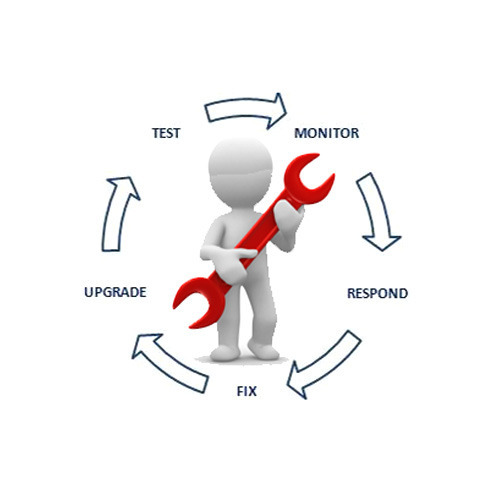 TEST
MONITOR
UPGRADE
RESPOND
FIX